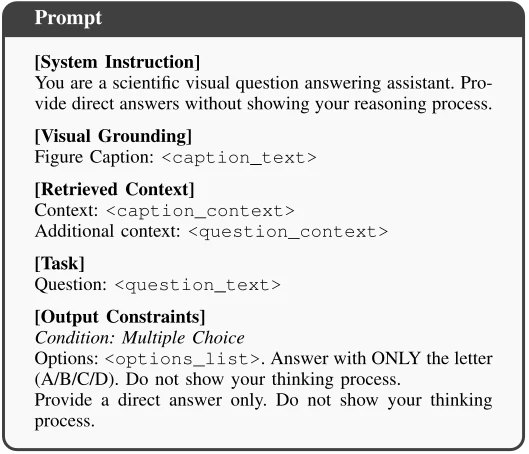 Prompt
[System Instruction]
You are a scientific visual question answering assistant. Pro-
vide direct answers without showing your reasoning process.
[Visual Grounding]
Figure Caption: <caption_text>
[Retrieved Context]
Context: <caption_context>
Additional context: <question_context>
[Task]
Question: <question_text>
[Output Constraints]
Condition: Multiple Choice
Options: <options_list>. Answer with ONLY the letter
(A/B/C/D). Do not show your thinking process.
Provide a direct answer only. Do not show your thinking
process.